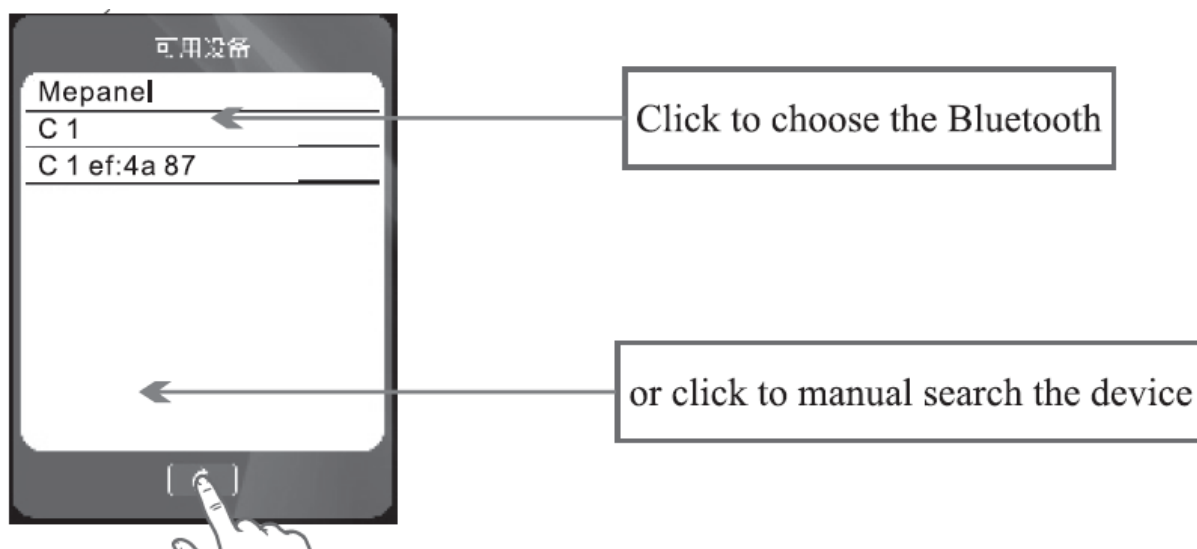 可用设备
Mepanel
C 1
C 1 ef:4a 87
Click to choose the Bluetooth
or click to manual search the device